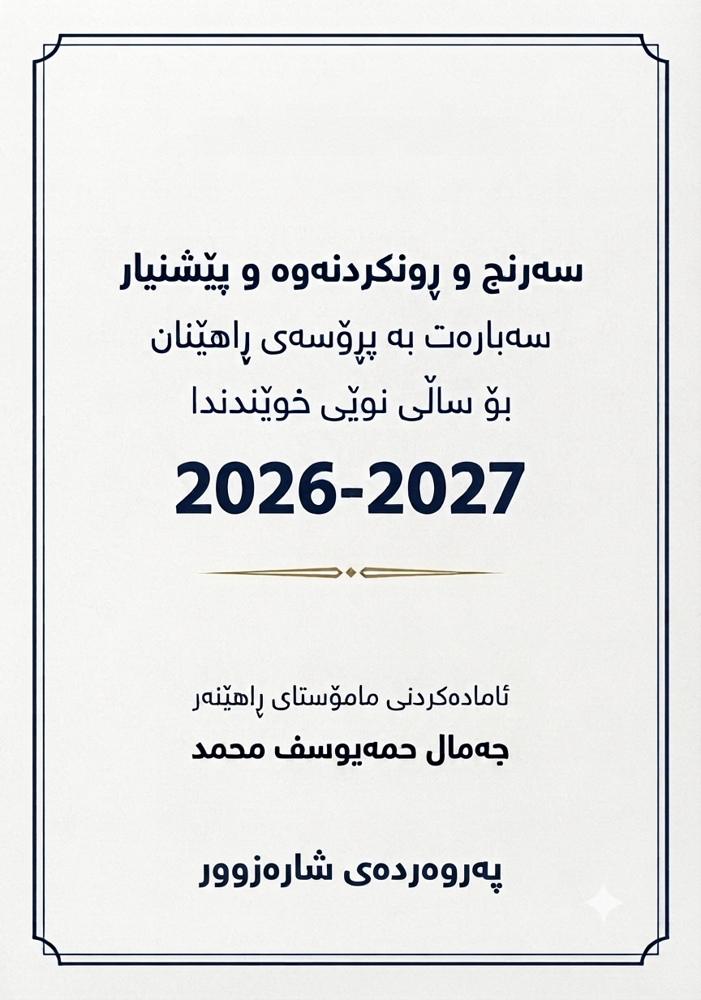 سەرنج و ڕونکردنەوە و پێشنیار
سەبارەت بە پڕۆسەی ڕاهێنان
بۆ ساڵی نوێی خوێندندا
2026-2027
ئامادەکردنی مامۆستای ڕاهێنەر
جەمال حمەیوسف محمد
پەروەردەی شارەزوور